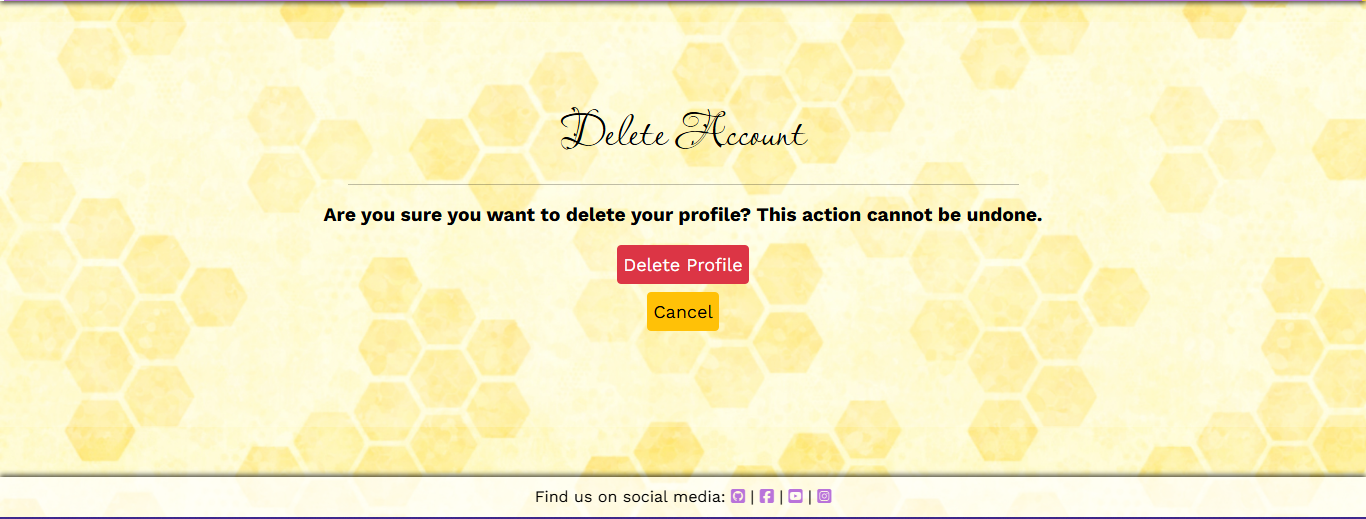 Delete Account
Are you sure you want to delete your profile? This action cannot be undone.
Delete Profile
Cancel
Find us on social media: | | |